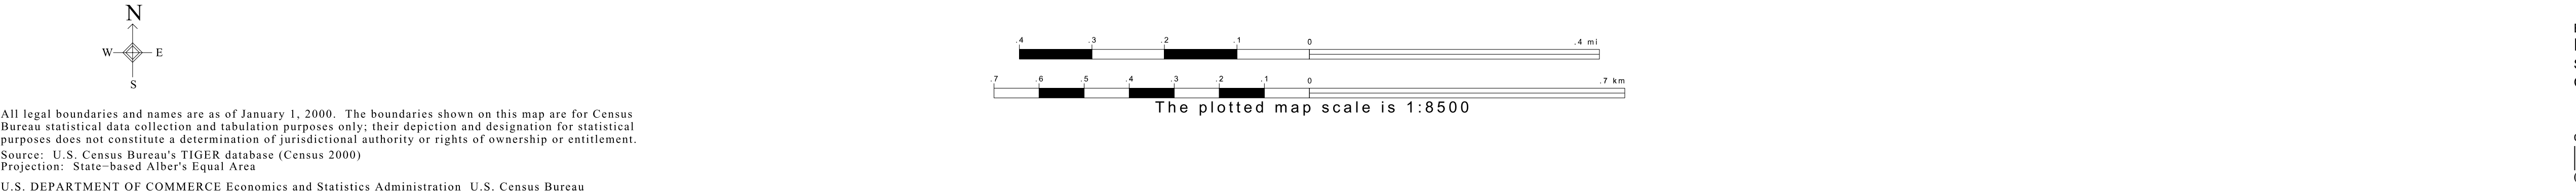 N
W E
S
.4 .3 .2 .1 0 .4 mi
.7 .6 .5 .4 .3 .2 .1 0 .7 km
The plotted map scale is 1:8500
All legal boundaries and names are as of January 1, 2000. The boundaries shown on this map are for Census
Bureau statistical data collection and tabulation purposes only; their depiction and designation for statistical
purposes does not constitute a determination of jurisdictional authority or rights of ownership or entitlement.
Source: U.S. Census Bureau's TIGER database (Census 2000)
Projection: State−based Alber's Equal Area
U.S. DEPARTMENT OF COMMERCE Economics and Statistics Administration U.S. Census Bureau